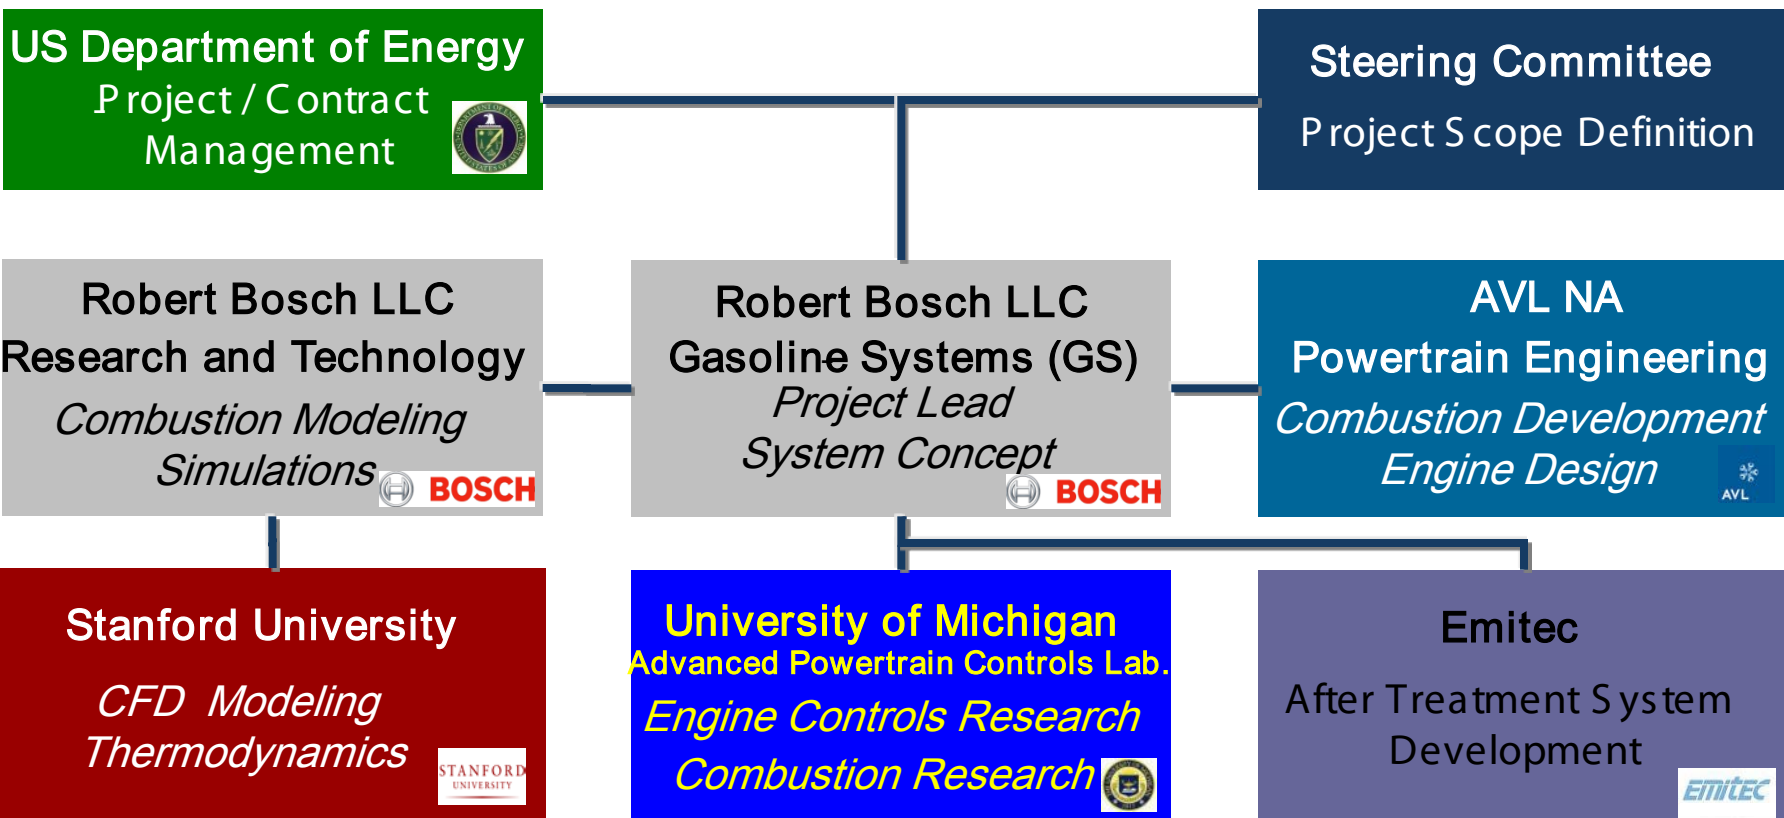 US Department of Energy
.Project / Contract
Management
Steering Committee
Project Scope Definition
Robert Bosch LLC
Research and Technology
Combustion Modeling
Simulations
BOSCH
Robert Bosch LLC
Gasoline Systems (GS)
Project Lead
System Concept
BOSCH
AVL NA
Powertrain Engineering
Combustion Development
Engine Design
AVL
Stanford University
CFD Modeling
Thermodynamics
STANFORD
UNIVERSITY
University of Michigan
Advanced Powertrain Controls Lab.
Engine Controls Research
Combustion Research
Emitec
After Treatment System
Development
EMITEC